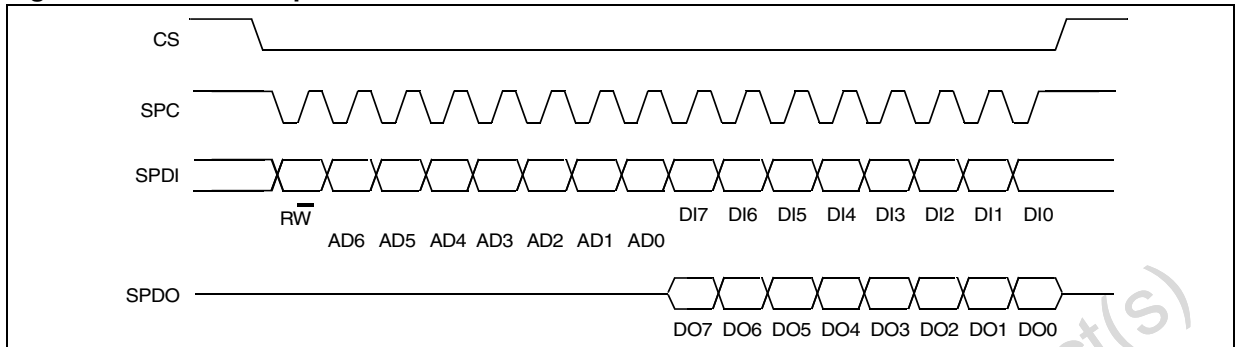 CS
SPC
SPDI
RW̅
DI7 DI6 DI5 DI4 DI3 DI2 DI1 DI0
AD6 AD5 AD4 AD3 AD2 AD1 AD0
SPDO
DO7 DO6 DO5 DO4 DO3 DO2 DO1 DO0